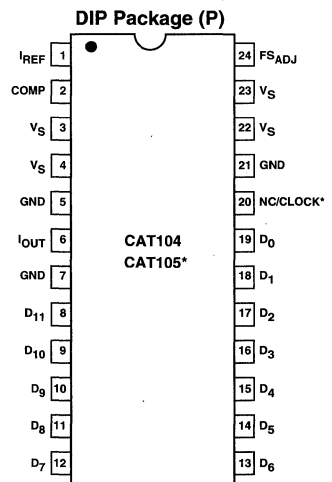 DIP Package (P)
IREF 1 24 FSADJ
COMP 2 23 VS
VS 3 22 VS
VS 4 21 GND
GND 5 20 NC/CLOCK*
IOUT 6 19 D0
CAT104
CAT105*
GND 7 18 D1
D11 8 17 D2
D10 9 16 D3
D9 10 15 D4
D8 11 14 D5
D7 12 13 D6